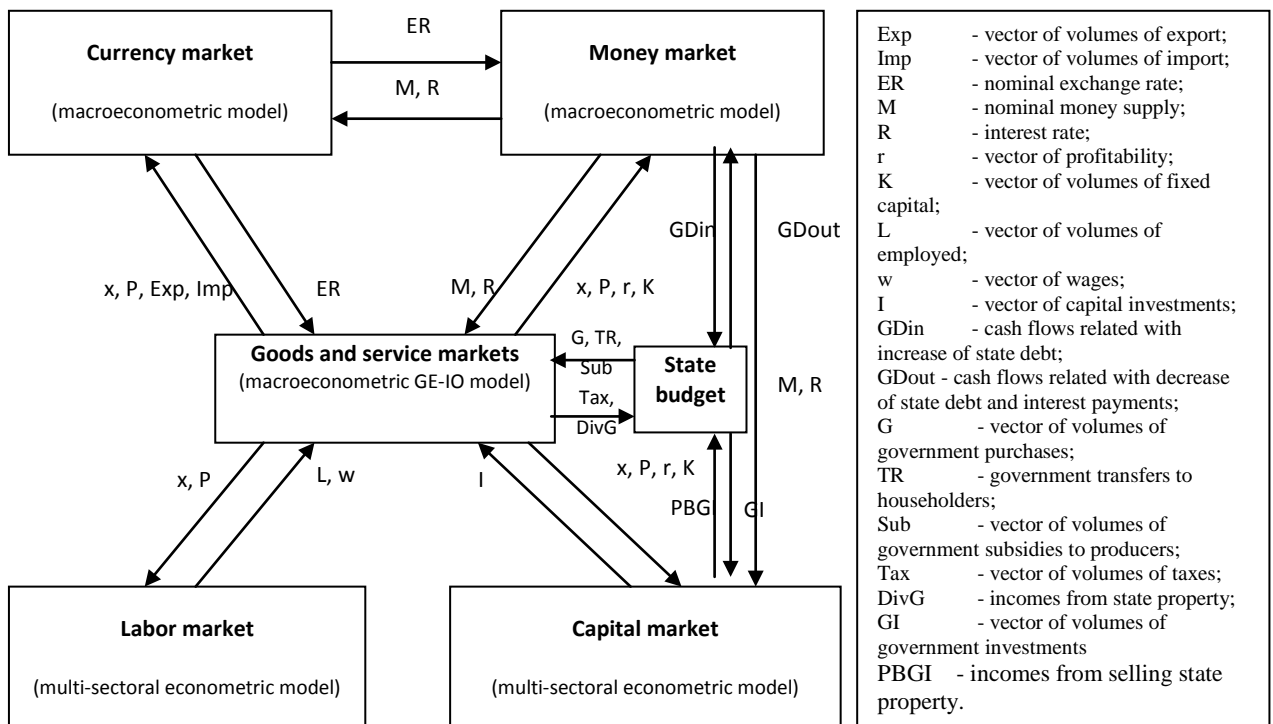 Currency market
(macroeconometric model)
ER
M, R
Money market
(macroeconometric model)
x, P, Exp, Imp
ER
M, R
x, P, r, K
GDin
GDout
Goods and service markets
(macroeconometric GE-IO model)
G, TR,
Sub
Tax,
DivG
State
budget
M, R
x, P
L, w
I
x, P, r, K
PBGI
GI
Labor market
(multi-sectoral econometric model)
Capital market
(multi-sectoral econometric model)
Exp - vector of volumes of export;
Imp - vector of volumes of import;
ER - nominal exchange rate;
M - nominal money supply;
R - interest rate;
r - vector of profitability;
K - vector of volumes of fixed
capital;
L - vector of volumes of
employed;
w - vector of wages;
I - vector of capital investments;
GDin - cash flows related with
increase of state debt;
GDout - cash flows related with decrease
of state debt and interest payments;
G - vector of volumes of
government purchases;
TR - government transfers to
householders;
Sub - vector of volumes of
government subsidies to producers;
Tax - vector of volumes of taxes;
DivG - incomes from state property;
GI - vector of volumes of
government investments
PBGI - incomes from selling state
property.